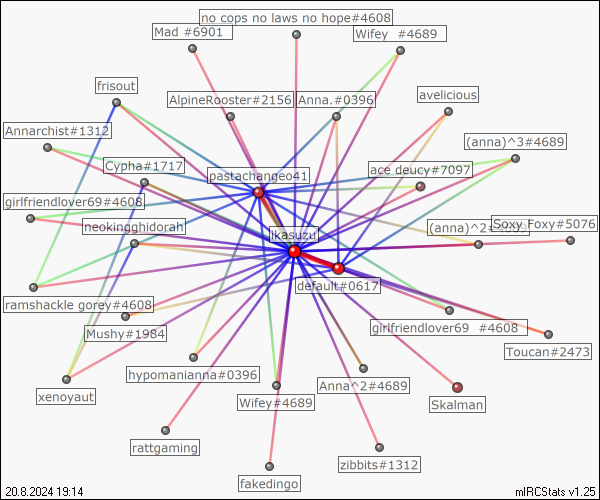 no cops no laws no hope#4608
Mad #6901
Wifey #4689
frisout
AlpineRooster#2156
Anna.#0396
avelicious
Annarchist#1312
(anna)^3#4689
Cypha#1717
pastachangeo41
ace deucy#7097
girlfriendlover69#4608
neokingghidorah
Ikasuzu
(anna)^2
Soxy Foxy#5076
ramshackle gorey#4608
default#0617
Mushy#1984
girlfriendlover69 #4608
Toucan#2473
xenoyaut
hypomanianna#0396
Wifey#4689
Anna^2#4689
Skalman
rattgaming
zibbits#1312
fakedingo
20.8.2024 19:14
mIRCStats v1.25